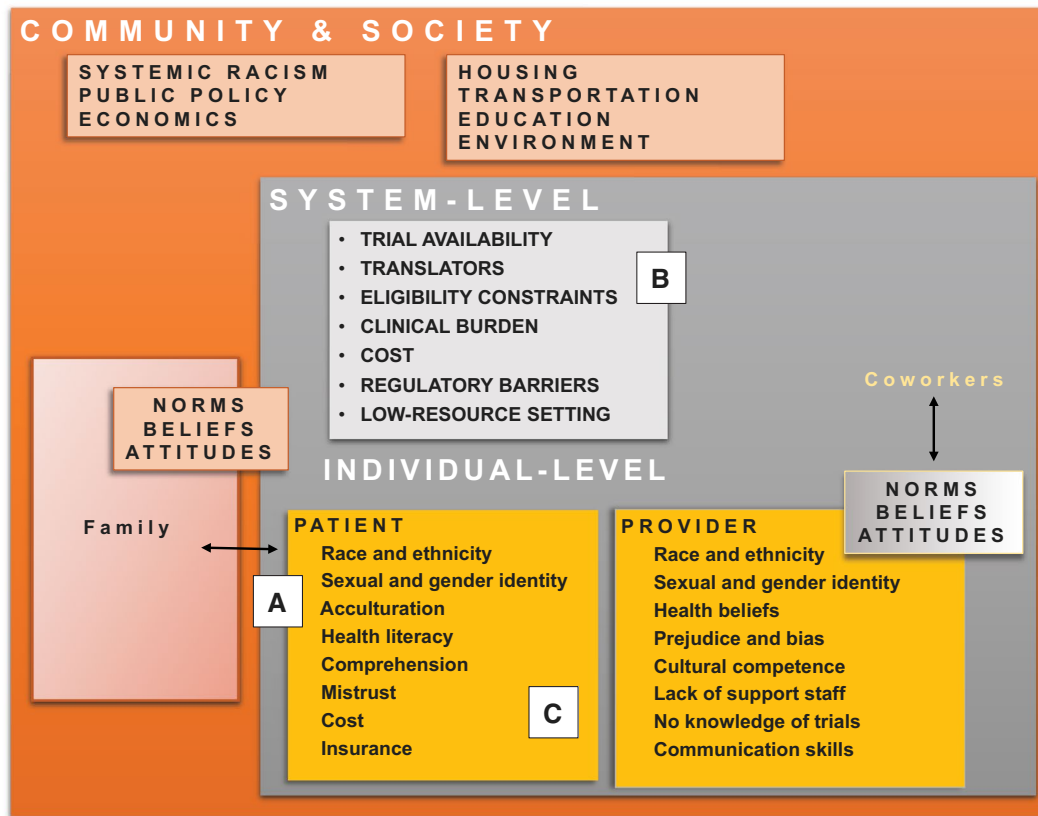 COMMUNITY & SOCIETY
SYSTEMIC RACISM
PUBLIC POLICY
ECONOMICS
HOUSING
TRANSPORTATION
EDUCATION
ENVIRONMENT
SYSTEM-LEVEL
• TRIAL AVAILABILITY
• TRANSLATORS
• ELIGIBILITY CONSTRAINTS
• CLINICAL BURDEN
• COST
• REGULATORY BARRIERS
• LOW-RESOURCE SETTING
B
Coworkers
NORMS
BELIEFS
ATTITUDES
Family
INDIVIDUAL-LEVEL
PATIENT
Race and ethnicity
Sexual and gender identity
Acculturation
Health literacy
Comprehension
Mistrust
Cost
Insurance
A
C
PROVIDER
Race and ethnicity
Sexual and gender identity
Health beliefs
Prejudice and bias
Cultural competence
Lack of support staff
No knowledge of trials
Communication skills
NORMS
BELIEFS
ATTITUDES